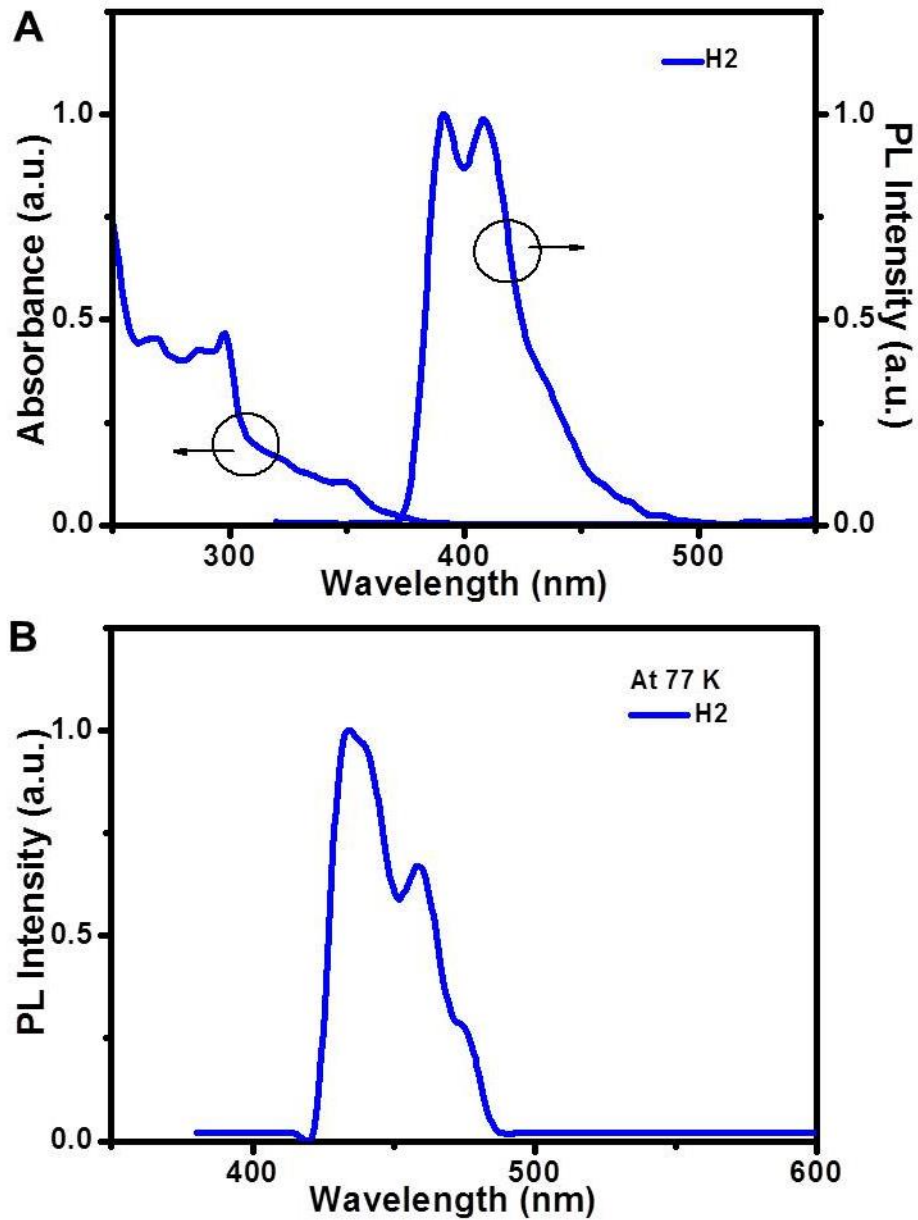 A
H2
1.0
1.0
0.5
0.5
0.0
0.0
Absorbance (a.u.)
PL Intensity (a.u.)
300
400
500
Wavelength (nm)
B
At 77 K
H2
1.0
0.5
0.0
PL Intensity (a.u.)
400
500
600
Wavelength (nm)